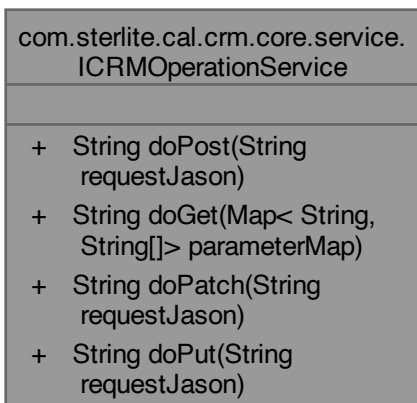 com.sterlite.cal.crm.core.service.
ICRMOperationService
+ String doPost(String
requestJason)
+ String doGet(Map< String,
String[]> parameterMap)
+ String doPatch(String
requestJason)
+ String doPut(String
requestJason)